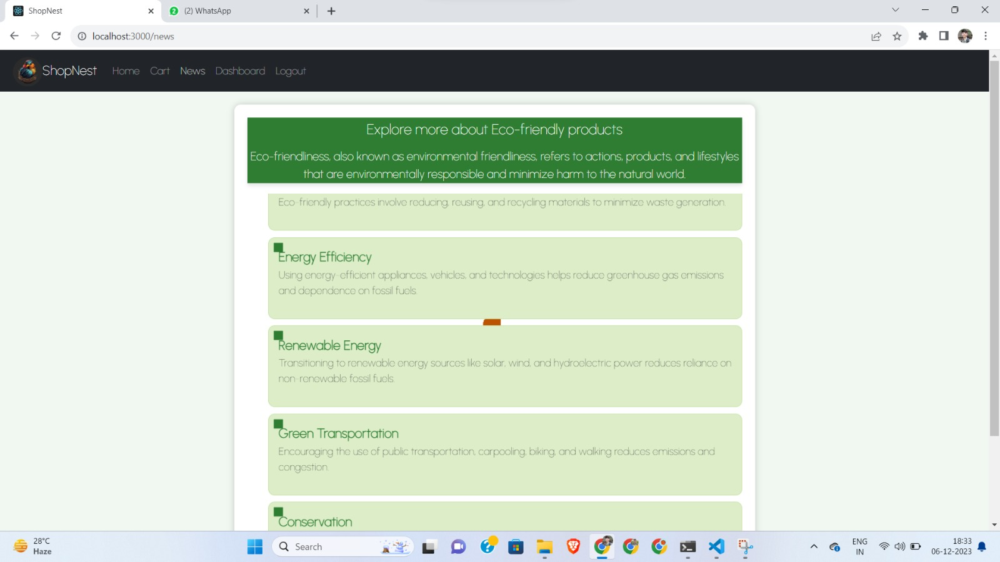 ShopNest
(2) WhatsApp
localhost:3000/news
ShopNest Home Cart News Dashboard Logout
Explore more about Eco-friendly products
Eco-friendliness, also known as environmental friendliness, refers to actions, products, and lifestyles
that are environmentally responsible and minimize harm to the natural world.
Eco-friendly practices involve reducing, reusing, and recycling materials to minimize waste generation.
Energy Efficiency
Using energy-efficient appliances, vehicles, and technologies helps reduce greenhouse gas emissions
and dependence on fossil fuels.
Renewable Energy
Transitioning to renewable energy sources like solar, wind, and hydroelectric power reduces reliance on
non-renewable fossil fuels.
Green Transportation
Encouraging the use of public transportation, carpooling, biking, and walking reduces emissions and
congestion.
Conservation
28°C
Haze
Search
ENG
IN
18:33
06-12-2023